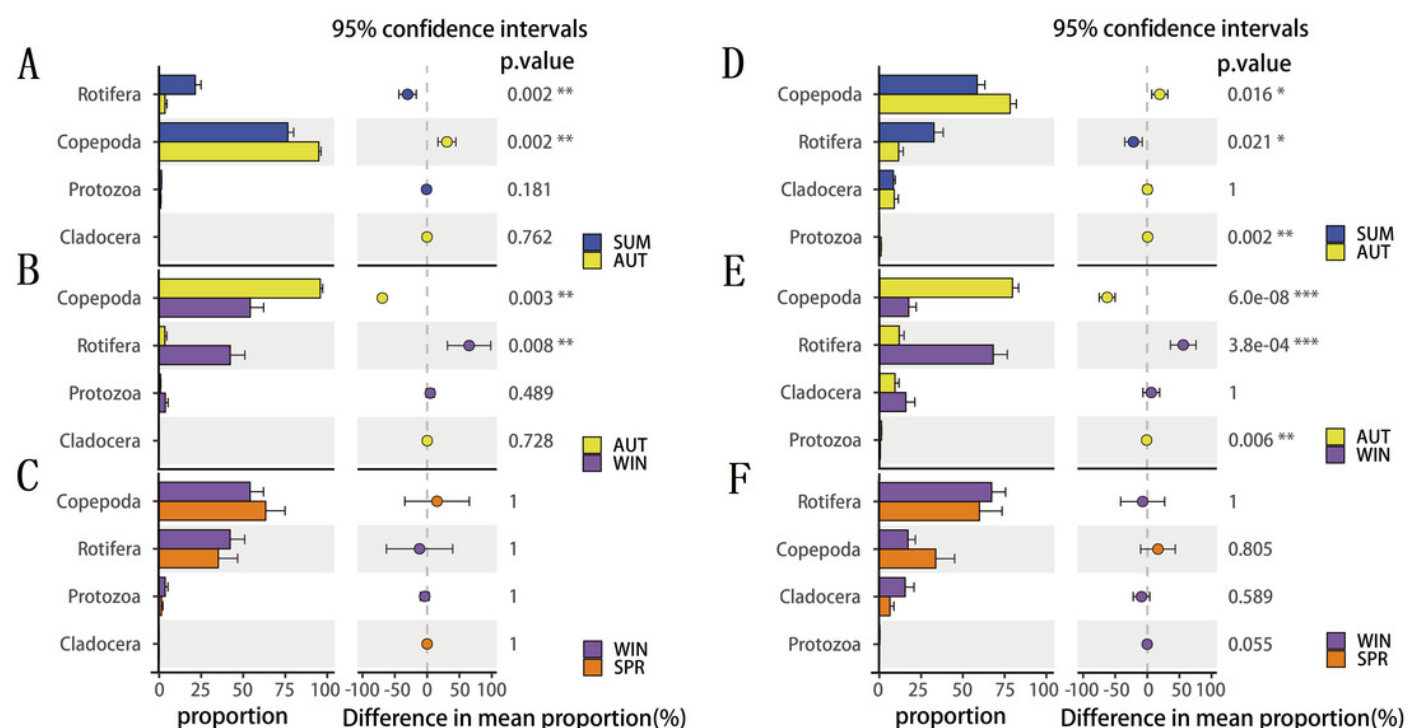 95% confidence intervals
A
p.value
Rotifera 0.002 **
Copepoda 0.002 **
Protozoa 0.181
Cladocera 0.762
SUM
AUT
B
Copepoda 0.003 **
Rotifera 0.008 **
Protozoa 0.489
Cladocera 0.728
AUT
WIN
C
Copepoda 1
Rotifera 1
Protozoa 1
Cladocera 1
WIN
SPR
0 25 50 75 100 -100 -50 0 50 100
proportion Difference in mean proportion(%)
95% confidence intervals
D
p.value
Copepoda 0.016 *
Rotifera 0.021 *
Cladocera 1
Protozoa 0.002 **
SUM
AUT
E
Copepoda 6.0e-08 ***
Rotifera 3.8e-04 ***
Cladocera 1
Protozoa 0.006 **
AUT
WIN
F
Rotifera 1
Copepoda 0.805
Cladocera 0.589
Protozoa 0.055
WIN
SPR
0 25 50 75 100 -100 -50 0 50 100
proportion Difference in mean proportion(%)